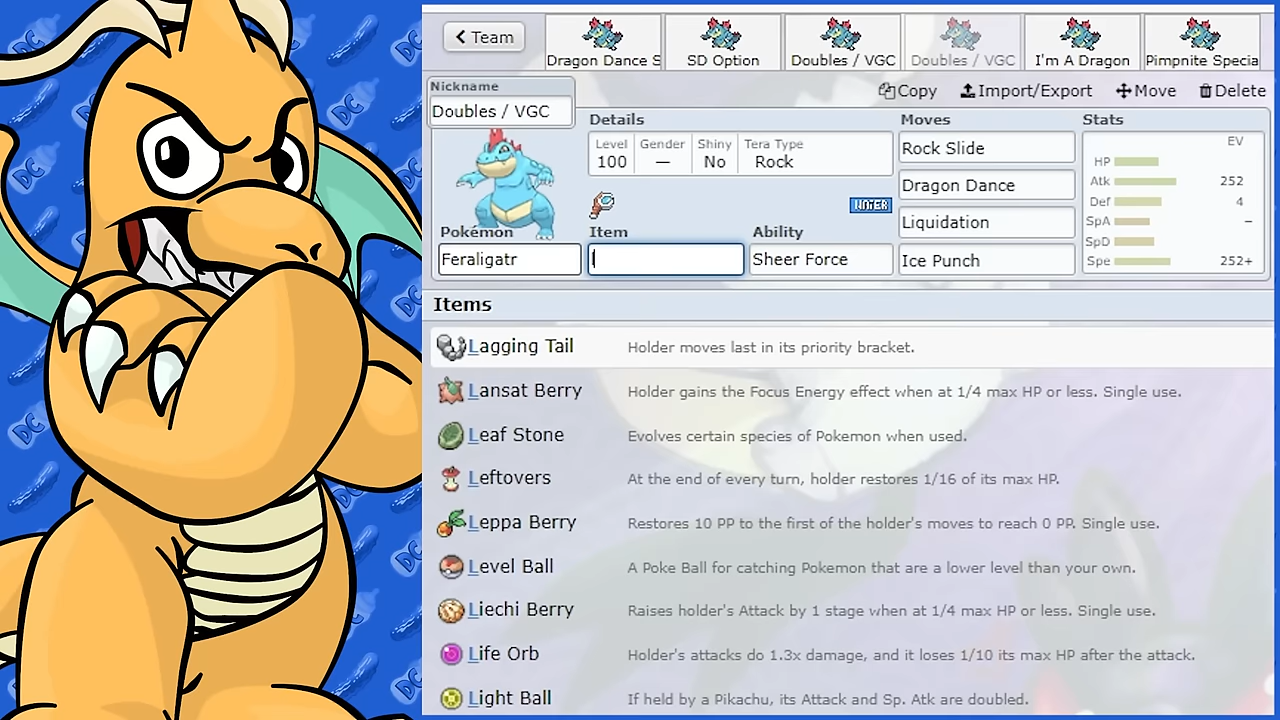 Team
Dragon Dance S
SD Option
Doubles / VGC
Doubles / VGC
I'm A Dragon
Pimpnite Specia
Nickname
Doubles / VGC
Copy
Import/Export
Move
Delete
Details
Moves
Stats
Level
Gender
Shiny
Tera Type
100
—
No
Rock
WATER
Pokémon
Item
Ability
Feraligatr
l
Sheer Force
Rock Slide
Dragon Dance
Liquidation
Ice Punch
EV
HP
Atk 252
Def 4
SpA –
SpD
Spe 252+
Items
Lagging Tail Holder moves last in its priority bracket.
Lansat Berry Holder gains the Focus Energy effect when at 1/4 max HP or less. Single use.
Leaf Stone Evolves certain species of Pokemon when used.
Leftovers At the end of every turn, holder restores 1/16 of its max HP.
Leppa Berry Restores 10 PP to the first of the holder's moves to reach 0 PP. Single use.
Level Ball A Poke Ball for catching Pokemon that are a lower level than your own.
Liechi Berry Raises holder's Attack by 1 stage when at 1/4 max HP or less. Single use.
Life Orb Holder's attacks do 1.3x damage, and it loses 1/10 its max HP after the attack.
Light Ball If held by a Pikachu, its Attack and Sp. Atk are doubled.
DC
DC
DC
DC
DC
DC
DC